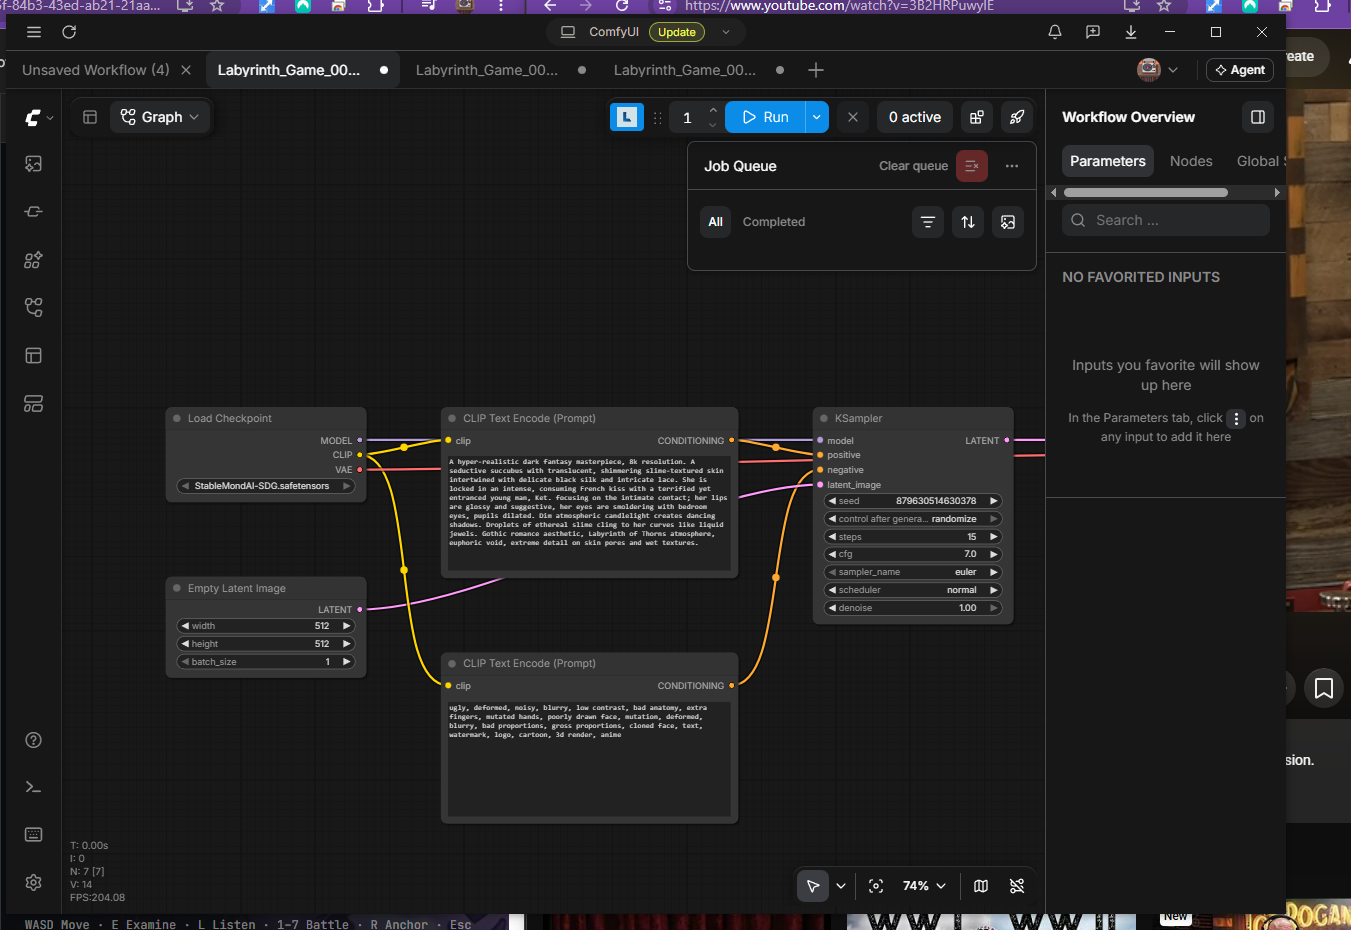 5f-84b3-43ed-ab21-21aa...
https://www.youtube.com/watch?v=3B2HRPuwylE
ComfyUI
Update
Unsaved Workflow (4)
Labyrinth_Game_00...
Labyrinth_Game_00...
Labyrinth_Game_00...
Agent
Graph
L
1
Run
0 active
Workflow Overview
Job Queue
Clear queue
All
Completed
Parameters
Nodes
Global
Search ...
NO FAVORITED INPUTS
Inputs you favorite will show
up here
In the Parameters tab, click
on
any input to add it here
Load Checkpoint
MODEL
CLIP
VAE
StableMondAI-SDG.safetensors
CLIP Text Encode (Prompt)
clip
CONDITIONING
A hyper-realistic dark fantasy masterpiece, 8k resolution. A
seductive succubus with translucent, shimmering slime-textured skin
intertwined with delicate black silk and intricate lace. She is
locked in an intense, consuming French kiss with a terrified yet
entranced young man, Ket. focusing on the intimate contact; her lips
are glossy and suggestive, her eyes are smoldering with bedroom
eyes, pupils dilated. Dim atmospheric candlelight creates dancing
shadows. Droplets of ethereal slime cling to her curves like liquid
jewels. Gothic romance aesthetic, Labyrinth of Thorns atmosphere,
euphoric void, extreme detail on skin pores and wet textures.
KSampler
model
LATENT
positive
negative
latent_image
seed 879630514630378
control after genera... randomize
steps 15
cfg 7.0
sampler_name euler
scheduler normal
denoise 1.00
Empty Latent Image
LATENT
width 512
height 512
batch_size 1
CLIP Text Encode (Prompt)
clip
CONDITIONING
ugly, deformed, noisy, blurry, low contrast, bad anatomy, extra
fingers, mutated hands, poorly drawn face, mutation, deformed,
blurry, bad proportions, gross proportions, cloned face, text,
watermark, logo, cartoon, 3d render, anime
T: 0.00s
I: 0
N: 7 [7]
V: 14
FPS:204.08
74%
eate
sion.
New
WASD Move · E Examine · L Listen · 1-7 Battle · R Anchor · Esc